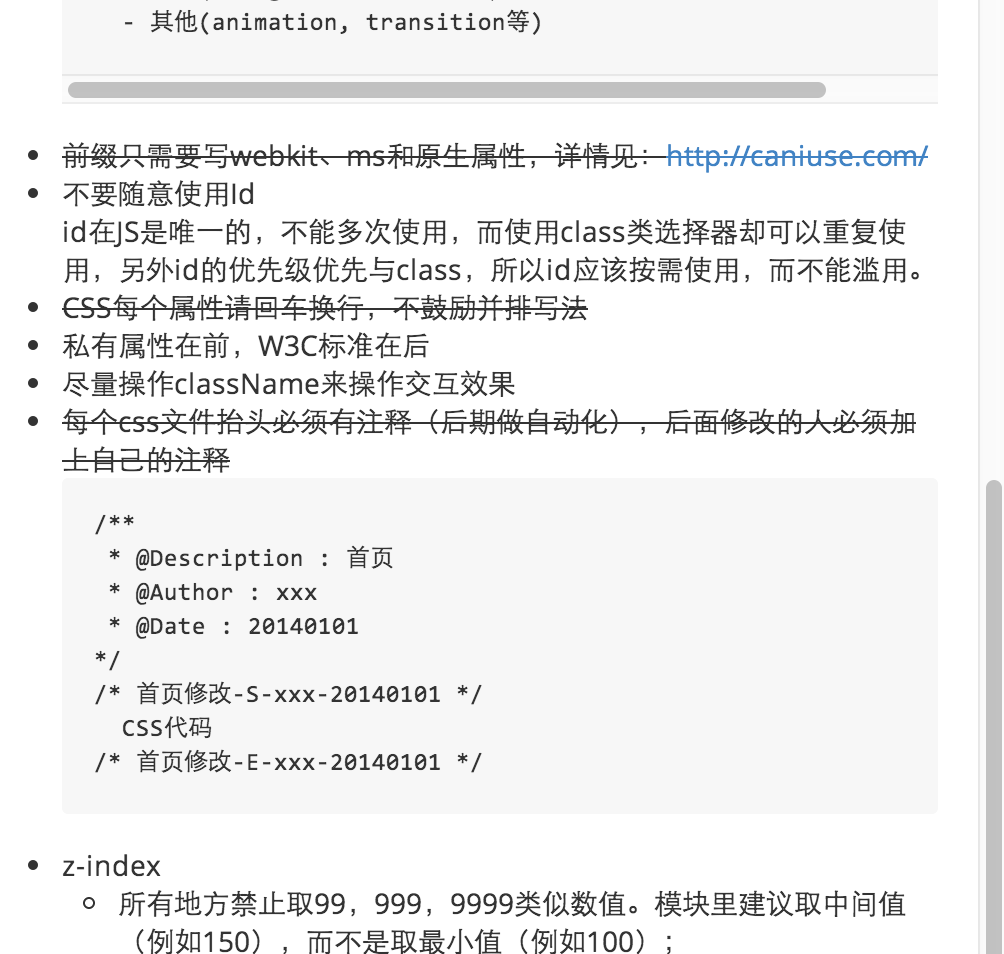 - 其他(animation, transition等)
前缀只需要写webkit、ms和原生属性，详情见：http://caniuse.com/
不要随意使用Id
id在JS是唯一的，不能多次使用，而使用class类选择器却可以重复使
用，另外id的优先级优先与class，所以id应该按需使用，而不能滥用。
CSS每个属性请回车换行，不鼓励并排写法
私有属性在前，W3C标准在后
尽量操作className来操作交互效果
每个css文件抬头必须有注释（后期做自动化），后面修改的人必须加
上自己的注释
/**
 * @Description : 首页
 * @Author : xxx
 * @Date : 20140101
*/
/* 首页修改-S-xxx-20140101 */
  CSS代码
/* 首页修改-E-xxx-20140101 */
z-index
所有地方禁止取99，999，9999类似数值。模块里建议取中间值
（例如150），而不是取最小值（例如100）；